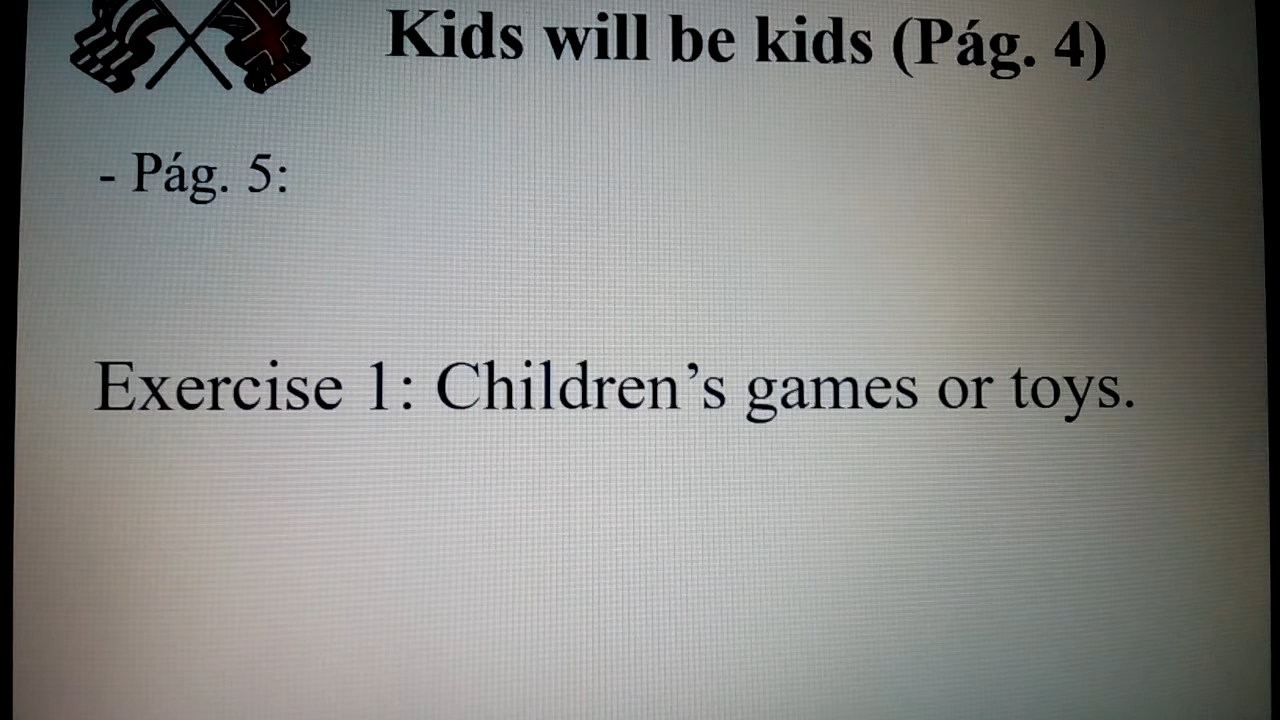 Kids will be kids (Pág. 4)
- Pág. 5:
Exercise 1: Children’s games or toys.